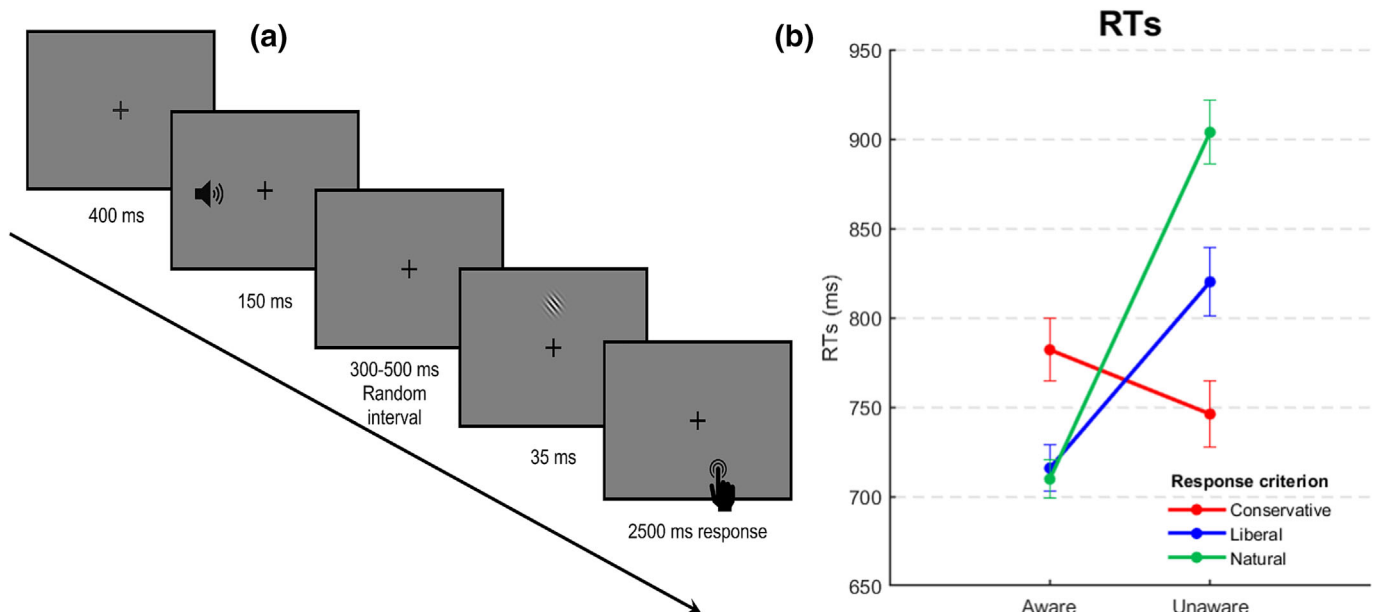 (a)
400 ms
150 ms
300-500 ms
Random
interval
35 ms
2500 ms response
(b)
RTs
950
900
850
800
750
700
650
RTs (ms)
Response criterion
Conservative
Liberal
Natural
Aware
Unaware